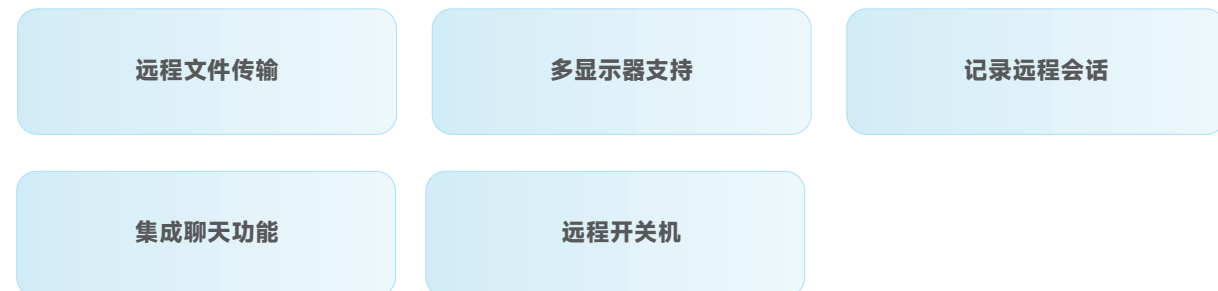 远程文件传输
多显示器支持
记录远程会话
集成聊天功能
远程开关机